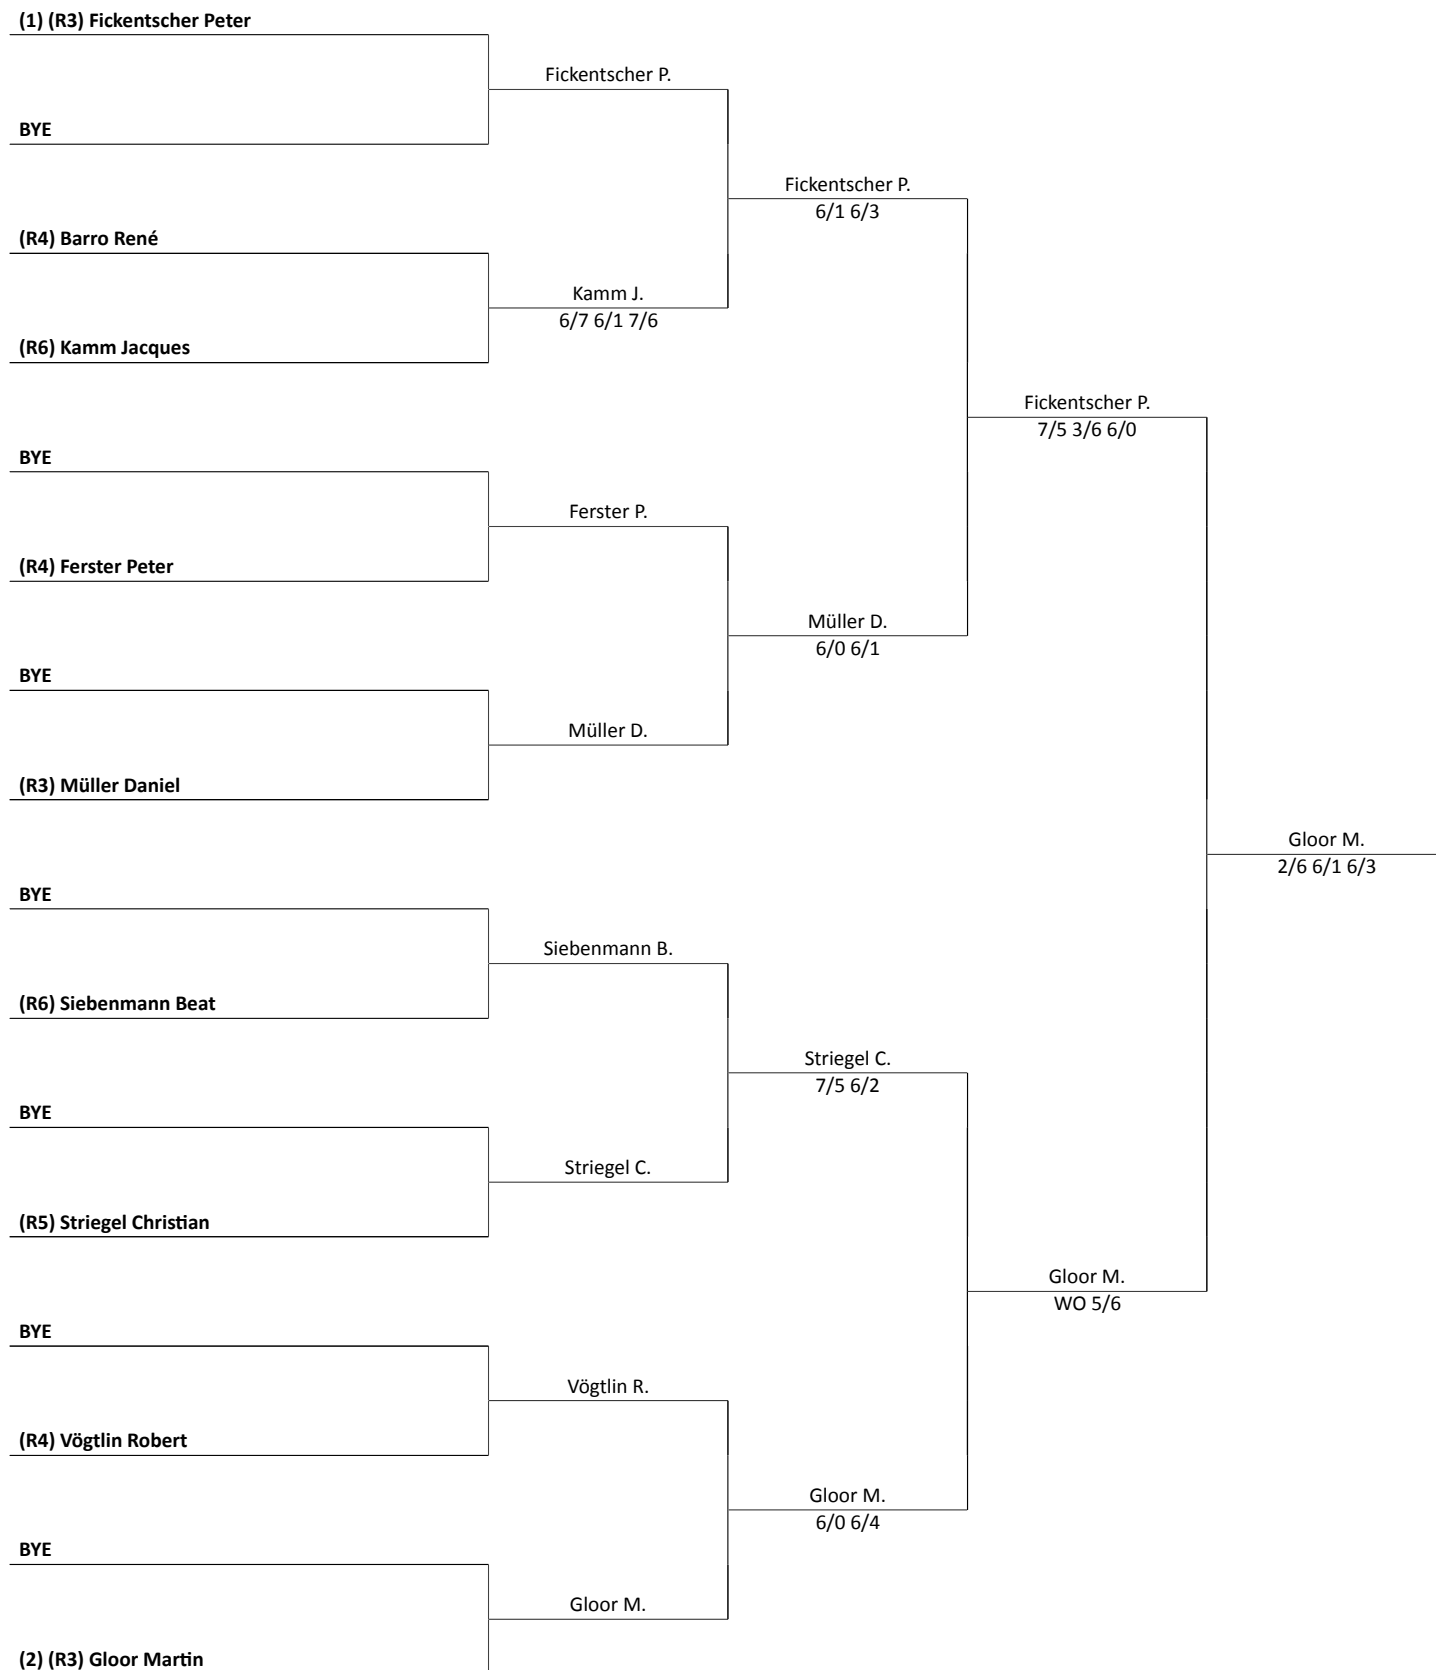 (1) (R3) Fickentscher Peter
Fickentscher P.
BYE
Fickentscher P.
6/1 6/3
(R4) Barro René
Kamm J.
6/7 6/1 7/6
(R6) Kamm Jacques
Fickentscher P.
7/5 3/6 6/0
BYE
Ferster P.
(R4) Ferster Peter
Müller D.
6/0 6/1
BYE
Müller D.
(R3) Müller Daniel
Gloor M.
2/6 6/1 6/3
BYE
Siebenmann B.
(R6) Siebenmann Beat
Striegel C.
7/5 6/2
BYE
Striegel C.
(R5) Striegel Christian
Gloor M.
WO 5/6
BYE
Vögtlin R.
(R4) Vögtlin Robert
Gloor M.
6/0 6/4
BYE
Gloor M.
(2) (R3) Gloor Martin